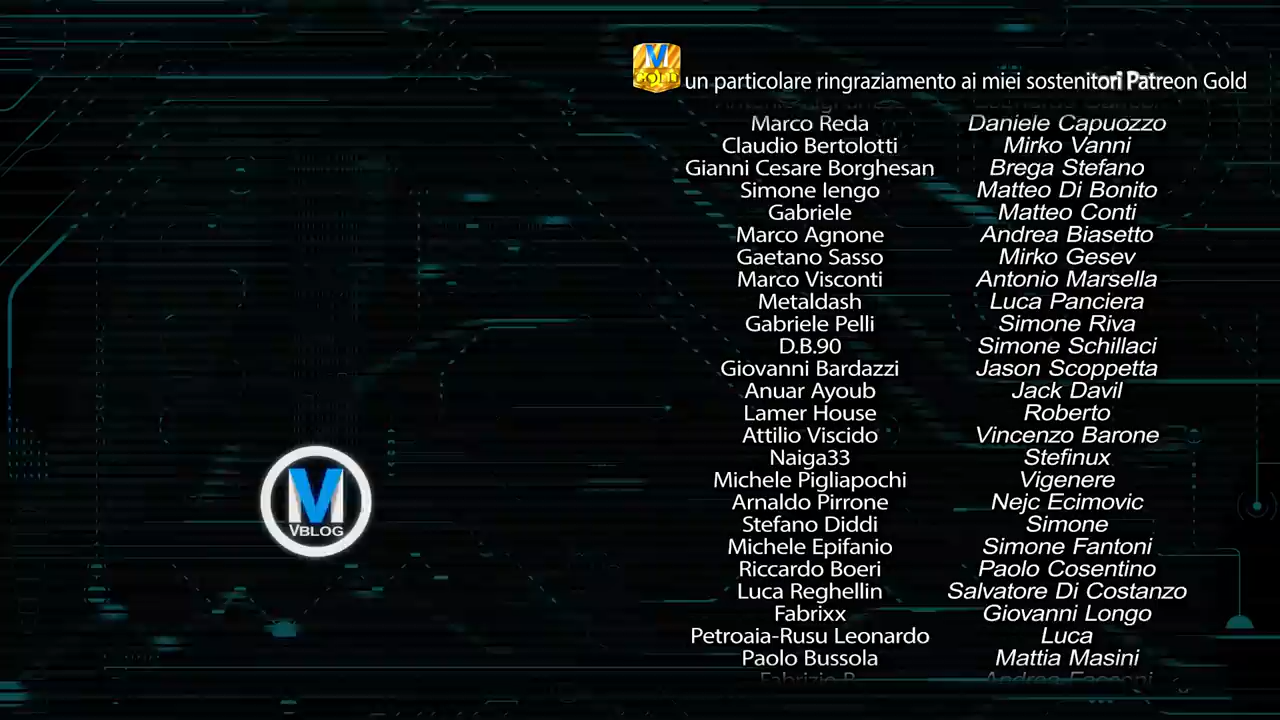 un particolare ringraziamento ai miei sostenitori Patreon Gold
GOLD
Marco Reda
Claudio Bertolotti
Gianni Cesare Borghesan
Simone Iengo
Gabriele
Marco Agnone
Gaetano Sasso
Marco Visconti
Metaldash
Gabriele Pelli
D.B.90
Giovanni Bardazzi
Anuar Ayoub
Lamer House
Attilio Viscido
Naiga33
Michele Pigliapochi
Arnaldo Pirrone
Stefano Diddi
Michele Epifanio
Riccardo Boeri
Luca Reghellin
Fabrixx
Petroaia-Rusu Leonardo
Paolo Bussola
Fabrizio B
Daniele Capuozzo
Mirko Vanni
Brega Stefano
Matteo Di Bonito
Matteo Conti
Andrea Biasetto
Mirko Gesev
Antonio Marsella
Luca Panciera
Simone Riva
Simone Schillaci
Jason Scoppetta
Jack Davil
Roberto
Vincenzo Barone
Stefinux
Vigenere
Nejc Ecimovic
Simone
Simone Fantoni
Paolo Cosentino
Salvatore Di Costanzo
Giovanni Longo
Luca
Mattia Masini
Andrea
VBLOG